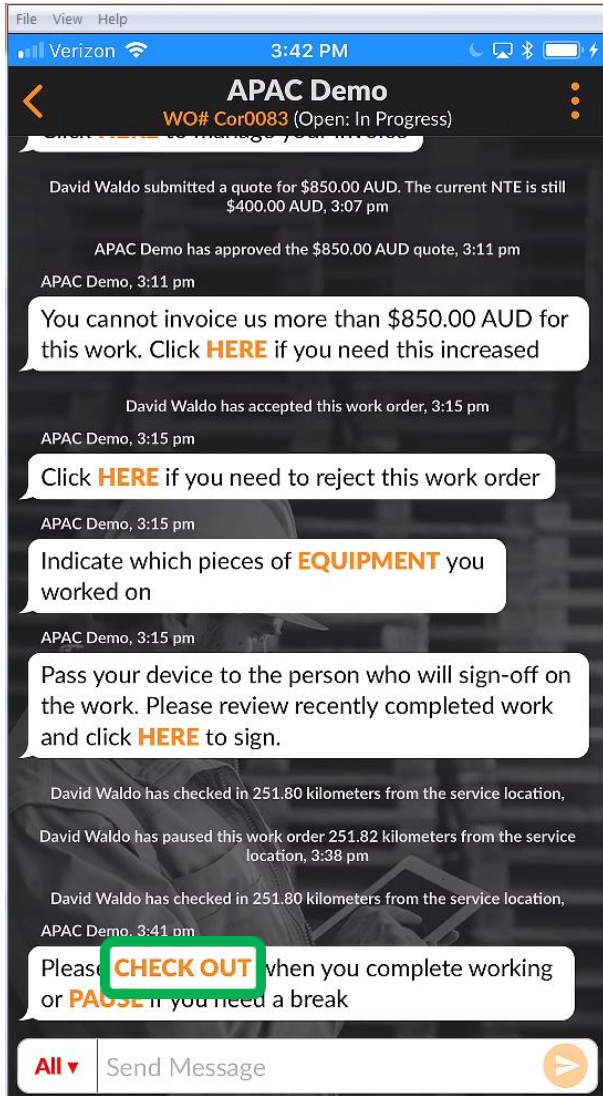 File View Help
Verizon 3:42 PM
APAC Demo
WO# Cor0083 (Open: In Progress)
Click HERE to manage your invoice
David Waldo submitted a quote for $850.00 AUD. The current NTE is still
$400.00 AUD, 3:07 pm
APAC Demo has approved the $850.00 AUD quote, 3:11 pm
APAC Demo, 3:11 pm
You cannot invoice us more than $850.00 AUD for
this work. Click HERE if you need this increased
David Waldo has accepted this work order, 3:15 pm
APAC Demo, 3:15 pm
Click HERE if you need to reject this work order
APAC Demo, 3:15 pm
Indicate which pieces of EQUIPMENT you
worked on
APAC Demo, 3:15 pm
Pass your device to the person who will sign-off on
the work. Please review recently completed work
and click HERE to sign.
David Waldo has checked in 251.80 kilometers from the service location,
David Waldo has paused this work order 251.82 kilometers from the service
location, 3:38 pm
David Waldo has checked in 251.80 kilometers from the service location,
APAC Demo, 3:41 pm
Please CHECK OUT when you complete working
or PAUSE if you need a break
All Send Message